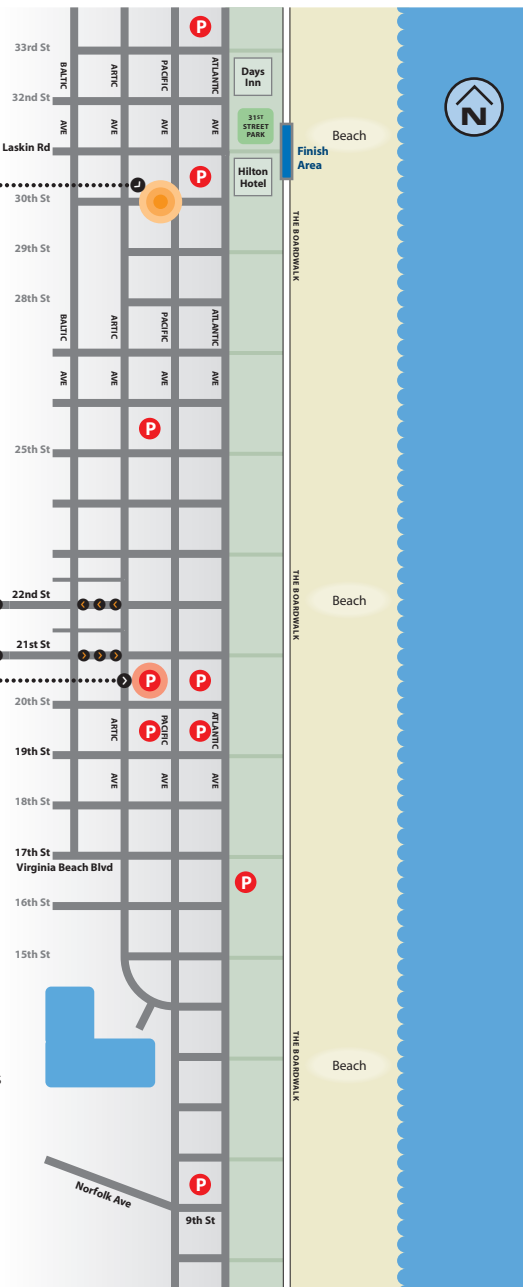 P
33rd St
BALTIC AVE
ARTIC AVE
PACIFIC AVE
ATLANTIC AVE
Days
Inn
32nd St
31ST
STREET
PARK
Beach
N
Laskin Rd
Finish
Area
P
Hilton
Hotel
30th St
THE BOARDWALK
29th St
28th St
BALTIC AVE
ARTIC AVE
PACIFIC AVE
ATLANTIC AVE
P
25th St
22nd St
THE BOARDWALK
Beach
21st St
P
P
20th St
ARTIC AVE
PACIFIC AVE
ATLANTIC AVE
P
P
19th St
18th St
17th St
Virginia Beach Blvd
P
16th St
15th St
THE BOARDWALK
Beach
s
P
Norfolk Ave
9th St